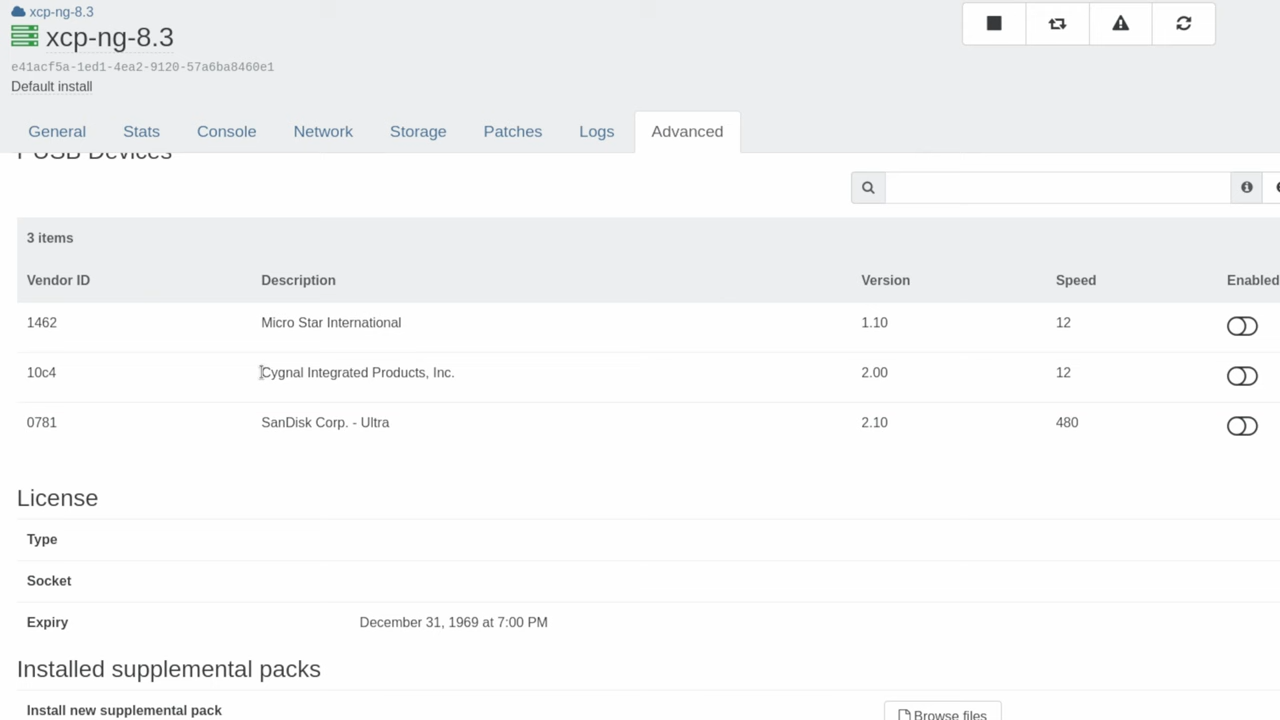 xcp-ng-8.3
xcp-ng-8.3
e41acf5a-1ed1-4ea2-9120-57a6ba8460e1
Default install
General Stats Console Network Storage Patches Logs Advanced
PUSB Devices
3 items
Vendor ID Description Version Speed Enabled
1462 Micro Star International 1.10 12
10c4 Cygnal Integrated Products, Inc. 2.00 12
0781 SanDisk Corp. - Ultra 2.10 480
License
Type
Socket
Expiry December 31, 1969 at 7:00 PM
Installed supplemental packs
Install new supplemental pack Browse files